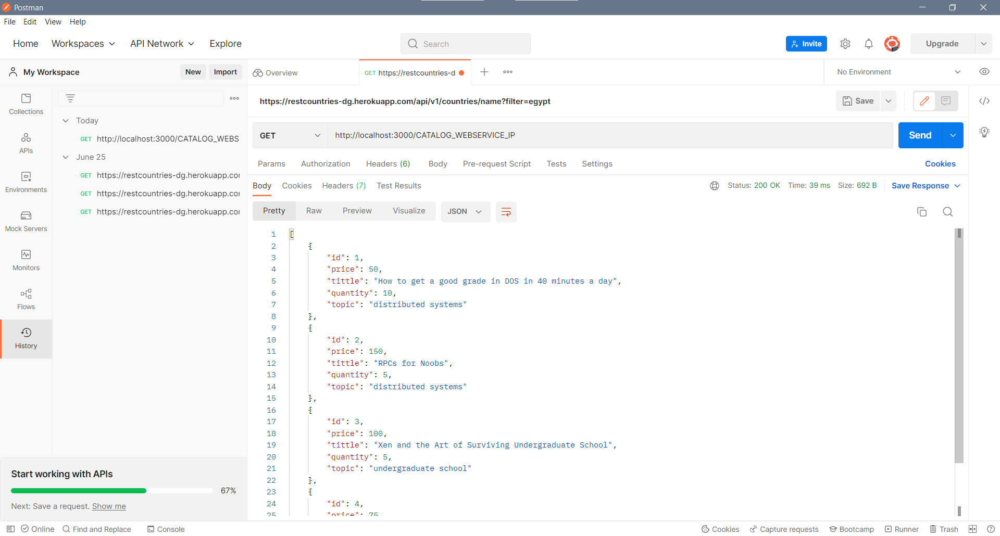 Postman
File Edit View Help
Home Workspaces API Network Explore Search Invite Upgrade
My Workspace New Import Overview GET https://restcountries-d No Environment
Collections
APIs
Environments
Mock Servers
Monitors
Flows
History
Today
GET http://localhost:3000/CATALOG_WEBS
June 25
GET https://restcountries-dg.herokuapp.co
GET https://restcountries-dg.herokuapp.co
GET https://restcountries-dg.herokuapp.co
Start working with APIs
67%
Next: Save a request. Show me
https://restcountries-dg.herokuapp.com/api/v1/countries/name?filter=egypt Save
GET http://localhost:3000/CATALOG_WEBSERVICE_IP Send
Params Authorization Headers (6) Body Pre-request Script Tests Settings Cookies
Body Cookies Headers (7) Test Results Status: 200 OK Time: 39 ms Size: 692 B Save Response
Pretty Raw Preview Visualize JSON
1 [
2 {
3 "id": 1,
4 "price": 50,
5 "tittle": "How to get a good grade in DOS in 40 minutes a day",
6 "quantity": 10,
7 "topic": "distributed systems"
8 },
9 {
10 "id": 2,
11 "price": 150,
12 "tittle": "RPCs for Noobs",
13 "quantity": 5,
14 "topic": "distributed systems"
15 },
16 {
17 "id": 3,
18 "price": 100,
19 "tittle": "Xen and the Art of Surviving Undergraduate School",
20 "quantity": 5,
21 "topic": "undergraduate school"
22 },
23 {
24 "id": 4,
25 "price": 75
Online Find and Replace Console Cookies Capture requests Bootcamp Runner Trash